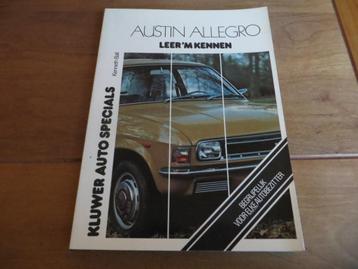 AUSTIN ALLEGRO
LEER 'M KENNEN
Kenneth Ball
KLUWER AUTO SPECIALS
BEGRIJPELIJK
VOOR ELKE AUTOBEZITTER